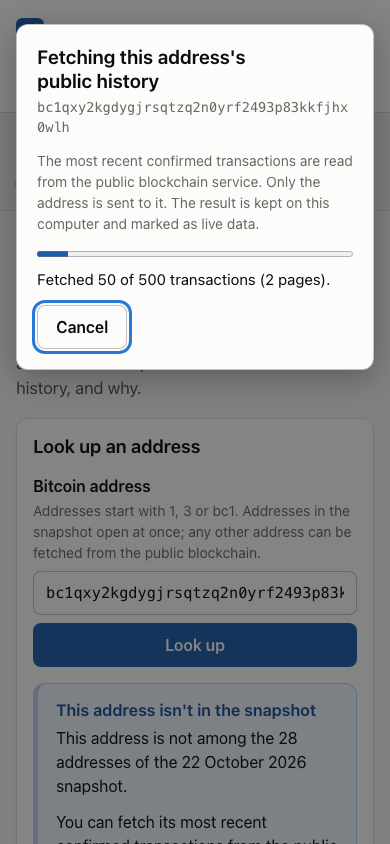 Fetching this address's
public history
bc1qxy2kgdygjrsqtzq2n0yrf2493p83kkfjhx
0wlh
The most recent confirmed transactions are read
from the public blockchain service. Only the
address is sent to it. The result is kept on this
computer and marked as live data.
Fetched 50 of 500 transactions (2 pages).
Cancel
history, and why.
Look up an address
Bitcoin address
Addresses start with 1, 3 or bc1. Addresses in the
snapshot open at once; any other address can be
fetched from the public blockchain.
bc1qxy2kgdygjrsqtzq2n0yrf2493p83k
Look up
This address isn't in the snapshot
This address is not among the 28
addresses of the 22 October 2026
snapshot.
You can fetch its most recent
confirmed transactions from the public